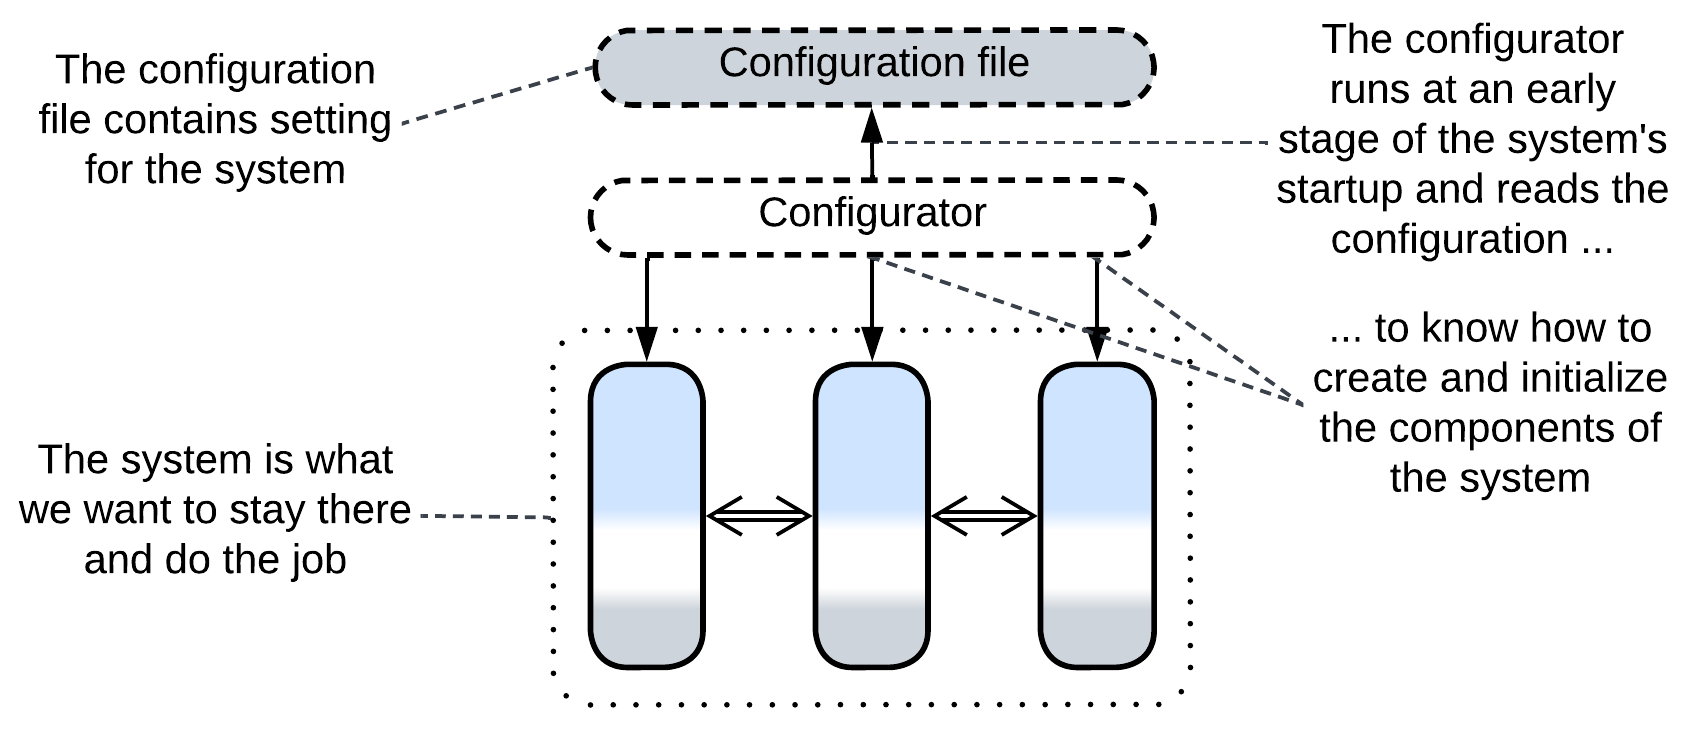 The configuration
file contains setting
for the system
Configuration file
The configurator
runs at an early
stage of the system's
startup and reads the
configuration ...
Configurator
... to know how to
create and initialize
the components of
the system
The system is what
we want to stay there
and do the job